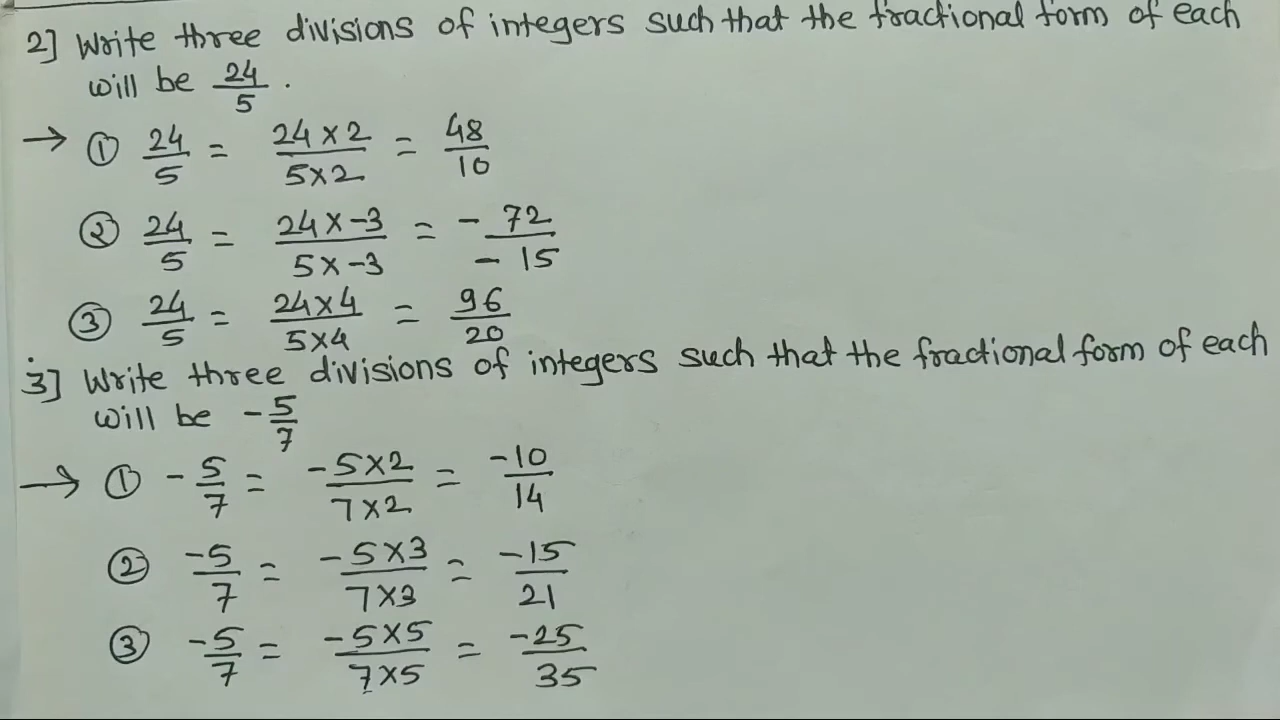 2] Write three divisions of integers such that the fractional form of each
will be 24/5 .
→ ① 24/5 = 24×2/5×2 = 48/10
② 24/5 = 24×-3/5×-3 = -72/-15
③ 24/5 = 24×4/5×4 = 96/20
3] Write three divisions of integers such that the fractional form of each
will be -5/7
→ ① -5/7 = -5×2/7×2 = -10/14
② -5/7 = -5×3/7×3 = -15/21
③ -5/7 = -5×5/7×5 = -25/35